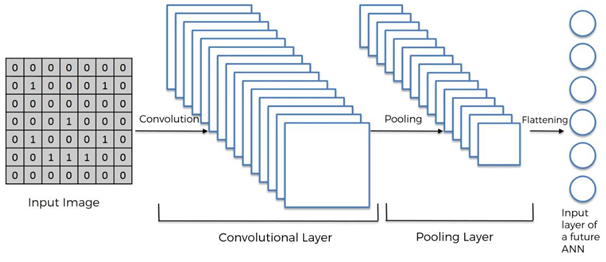 0 0 0 0 0 0 0
0 1 0 0 0 1 0
0 0 0 0 0 0 0
0 0 0 1 0 0 0
0 1 0 0 0 1 0
0 0 1 1 1 0 0
0 0 0 0 0 0 0
Input Image
Convolution
Convolutional Layer
Pooling
Pooling Layer
Flattening
Input
layer of
a future
ANN